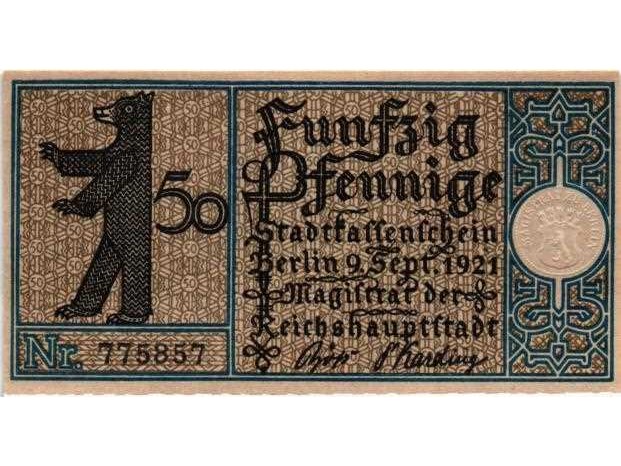 50
Fünfzig
Pfennige
Stadtkassenschein
Berlin 9. Sept. 1921
Magistrat der
Reichshauptstadt
Nr. 775857